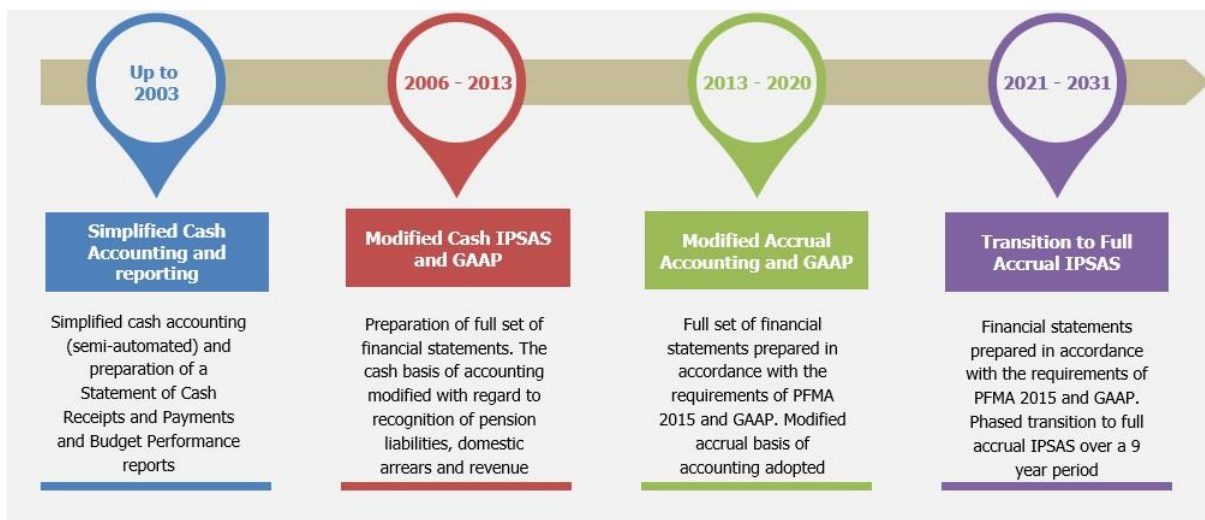 Up to
2003
2006 - 2013
2013 - 2020
2021 - 2031
Simplified Cash
Accounting and
reporting
Simplified cash accounting
(semi-automated) and
preparation of a
Statement of Cash
Receipts and Payments
and Budget Performance
reports
Modified Cash IPSAS
and GAAP
Preparation of full set of
financial statements. The
cash basis of accounting
modified with regard to
recognition of pension
liabilities, domestic
arrears and revenue
Modified Accrual
Accounting and GAAP
Full set of financial
statements prepared in
accordance with the
requirements of PFMA
2015 and GAAP. Modified
accrual basis of
accounting adopted
Transition to Full
Accrual IPSAS
Financial statements
prepared in accordance
with the requirements of
PFMA 2015 and GAAP.
Phased transition to full
accrual IPSAS over a 9
year period